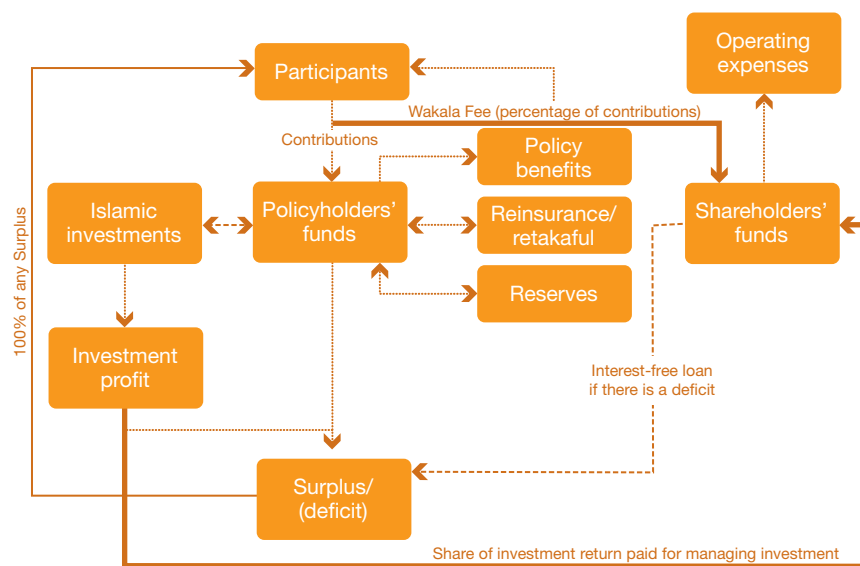 Operating
expenses
Participants
Wakala Fee (percentage of contributions)
Contributions
Policy
benefits
Islamic
investments
Policyholders’
funds
Reinsurance/
retakaful
Shareholders’
funds
Reserves
100% of any Surplus
Investment
profit
Interest-free loan
if there is a deficit
Surplus/
(deficit)
Share of investment return paid for managing investment